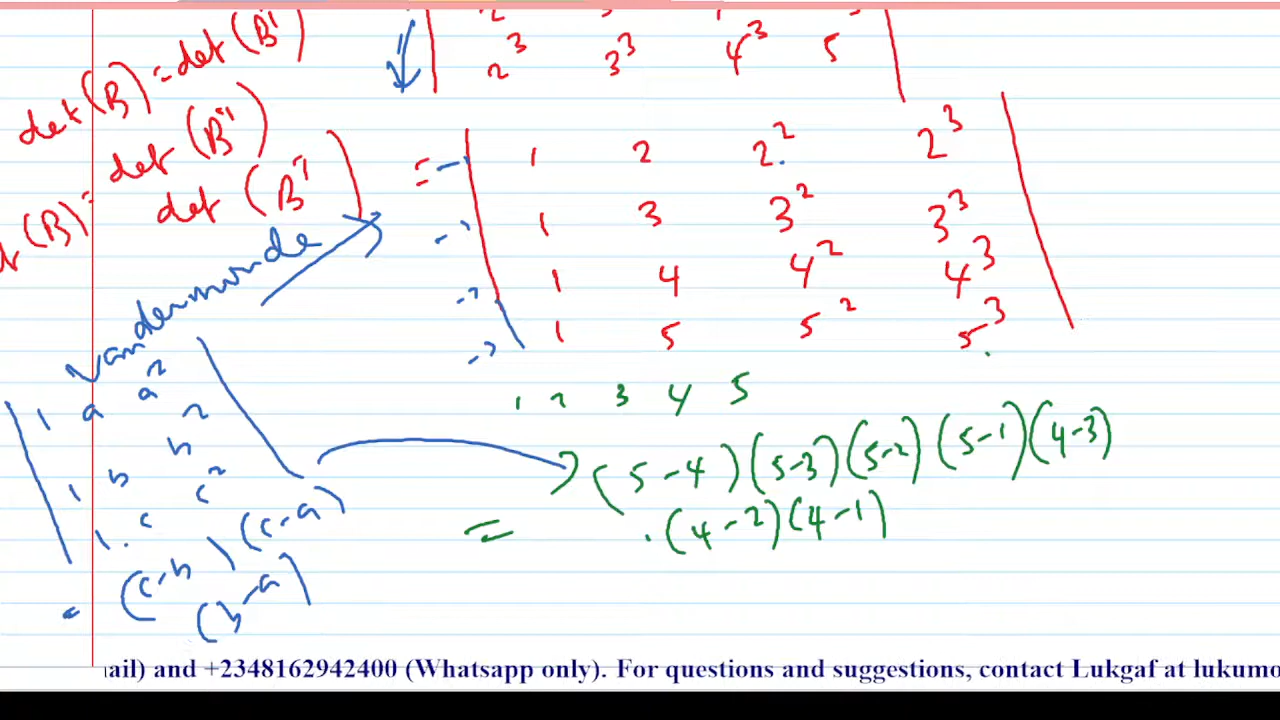 2³ 3³ 4³ 5
det(B) = det(B")
det(B")
det(B"
(B) =
Vandermonde
= 1 2 2² 2³
1 3 3² 3³
1 4 4² 4³
1 5 5² 5³
1 2 3 4 5
(5-4)(5-3)(5-2)(5-1)(4-3)
= .(4-2)(4-1)
1 a a²
1 b b²
1 c c²
= (c-b)(c-a)
(b-a)
ail) and +2348162942400 (Whatsapp only). For questions and suggestions, contact Lukgaf at lukumo